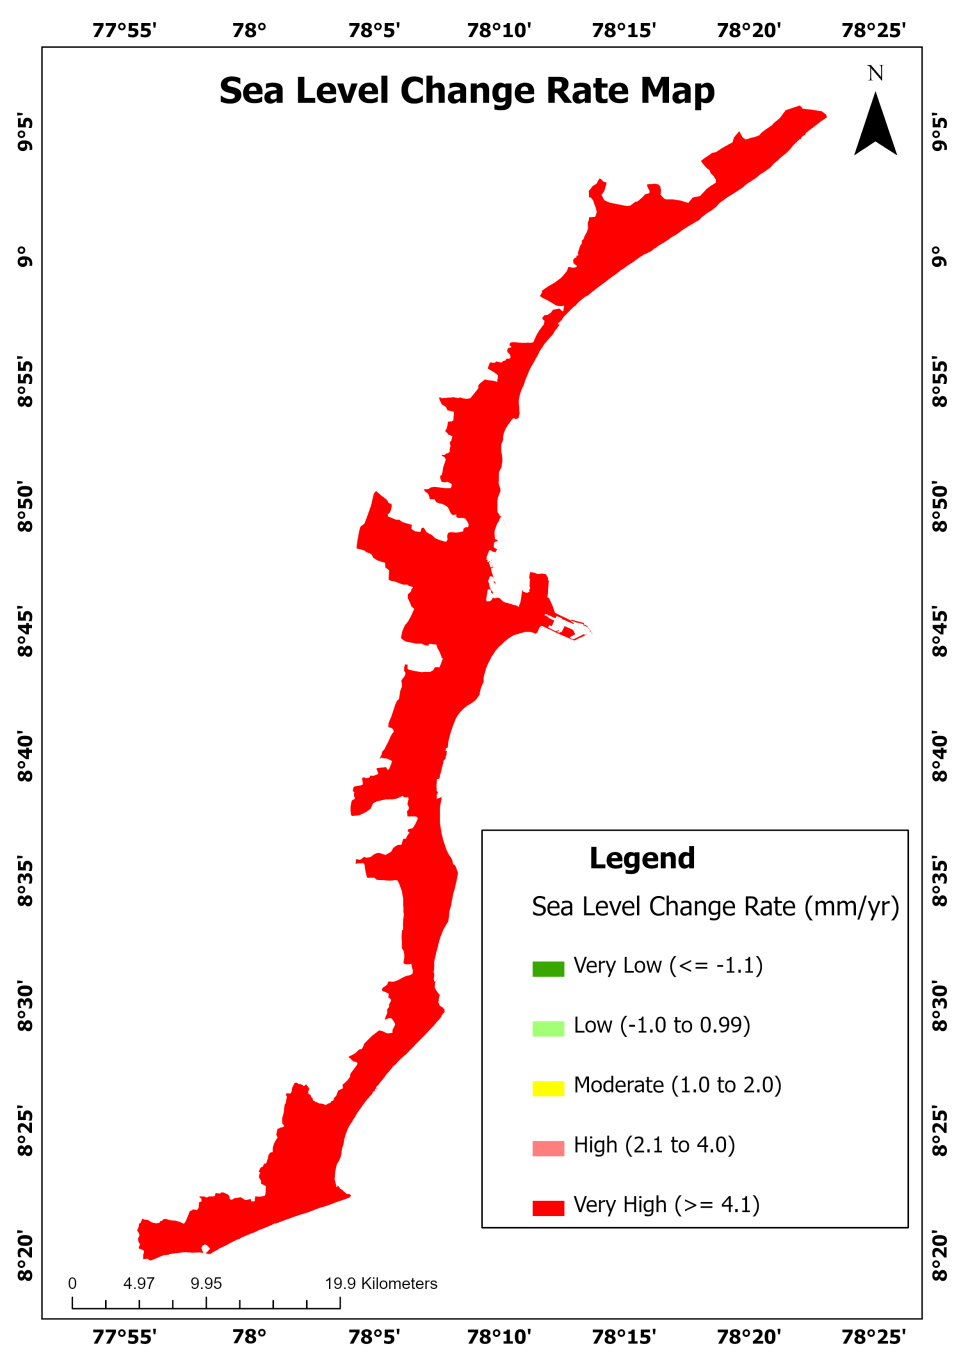 77°55' 78° 78°5' 78°10' 78°15' 78°20' 78°25'
Sea Level Change Rate Map
N
9°5' 9°5'
9° 9°
8°55' 8°55'
8°50' 8°50'
8°45' 8°45'
8°40' 8°40'
Legend
8°35' 8°35'
Sea Level Change Rate (mm/yr)
Very Low (<= -1.1)
8°30' 8°30'
Low (-1.0 to 0.99)
Moderate (1.0 to 2.0)
8°25' 8°25'
High (2.1 to 4.0)
Very High (>= 4.1)
8°20' 8°20'
0 4.97 9.95 19.9 Kilometers
77°55' 78° 78°5' 78°10' 78°15' 78°20' 78°25'